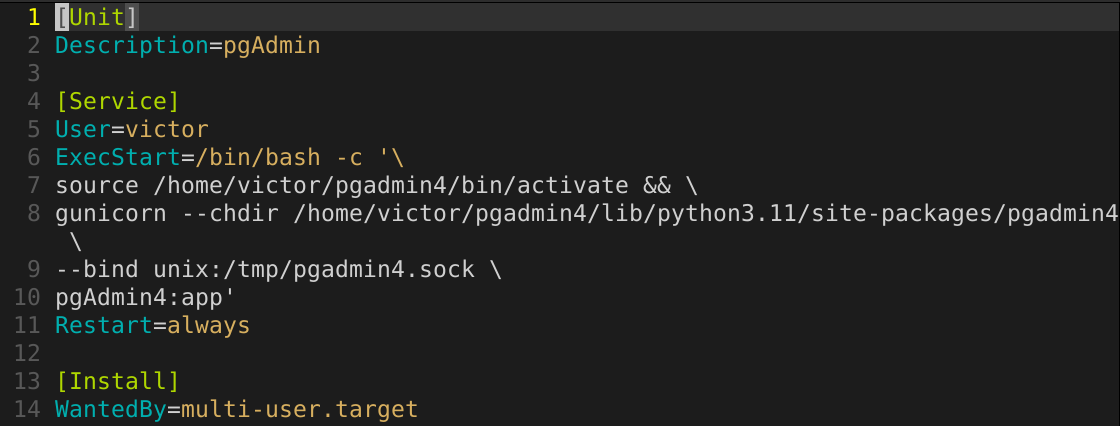 1 [Unit]
2 Description=pgAdmin
3
4 [Service]
5 User=victor
6 ExecStart=/bin/bash -c '\
7 source /home/victor/pgadmin4/bin/activate && \
8 gunicorn --chdir /home/victor/pgadmin4/lib/python3.11/site-packages/pgadmin4
\
9 --bind unix:/tmp/pgadmin4.sock \
10 pgAdmin4:app'
11 Restart=always
12
13 [Install]
14 WantedBy=multi-user.target